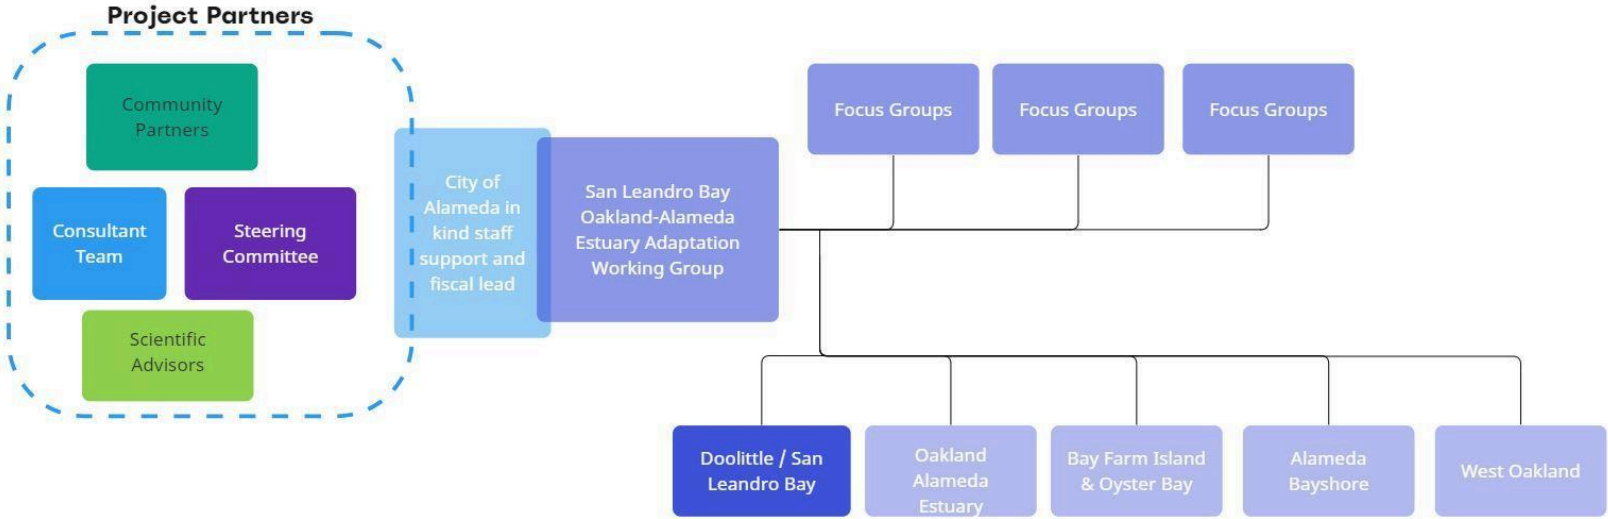 Project Partners
Community
Partners
Consultant
Team
Steering
Committee
Scientific
Advisors
City of
Alameda in
kind staff
support and
fiscal lead
San Leandro Bay
Oakland-Alameda
Estuary Adaptation
Working Group
Focus Groups
Focus Groups
Focus Groups
Doolittle / San
Leandro Bay
Oakland
Alameda
Estuary
Bay Farm Island
& Oyster Bay
Alameda
Bayshore
West Oakland